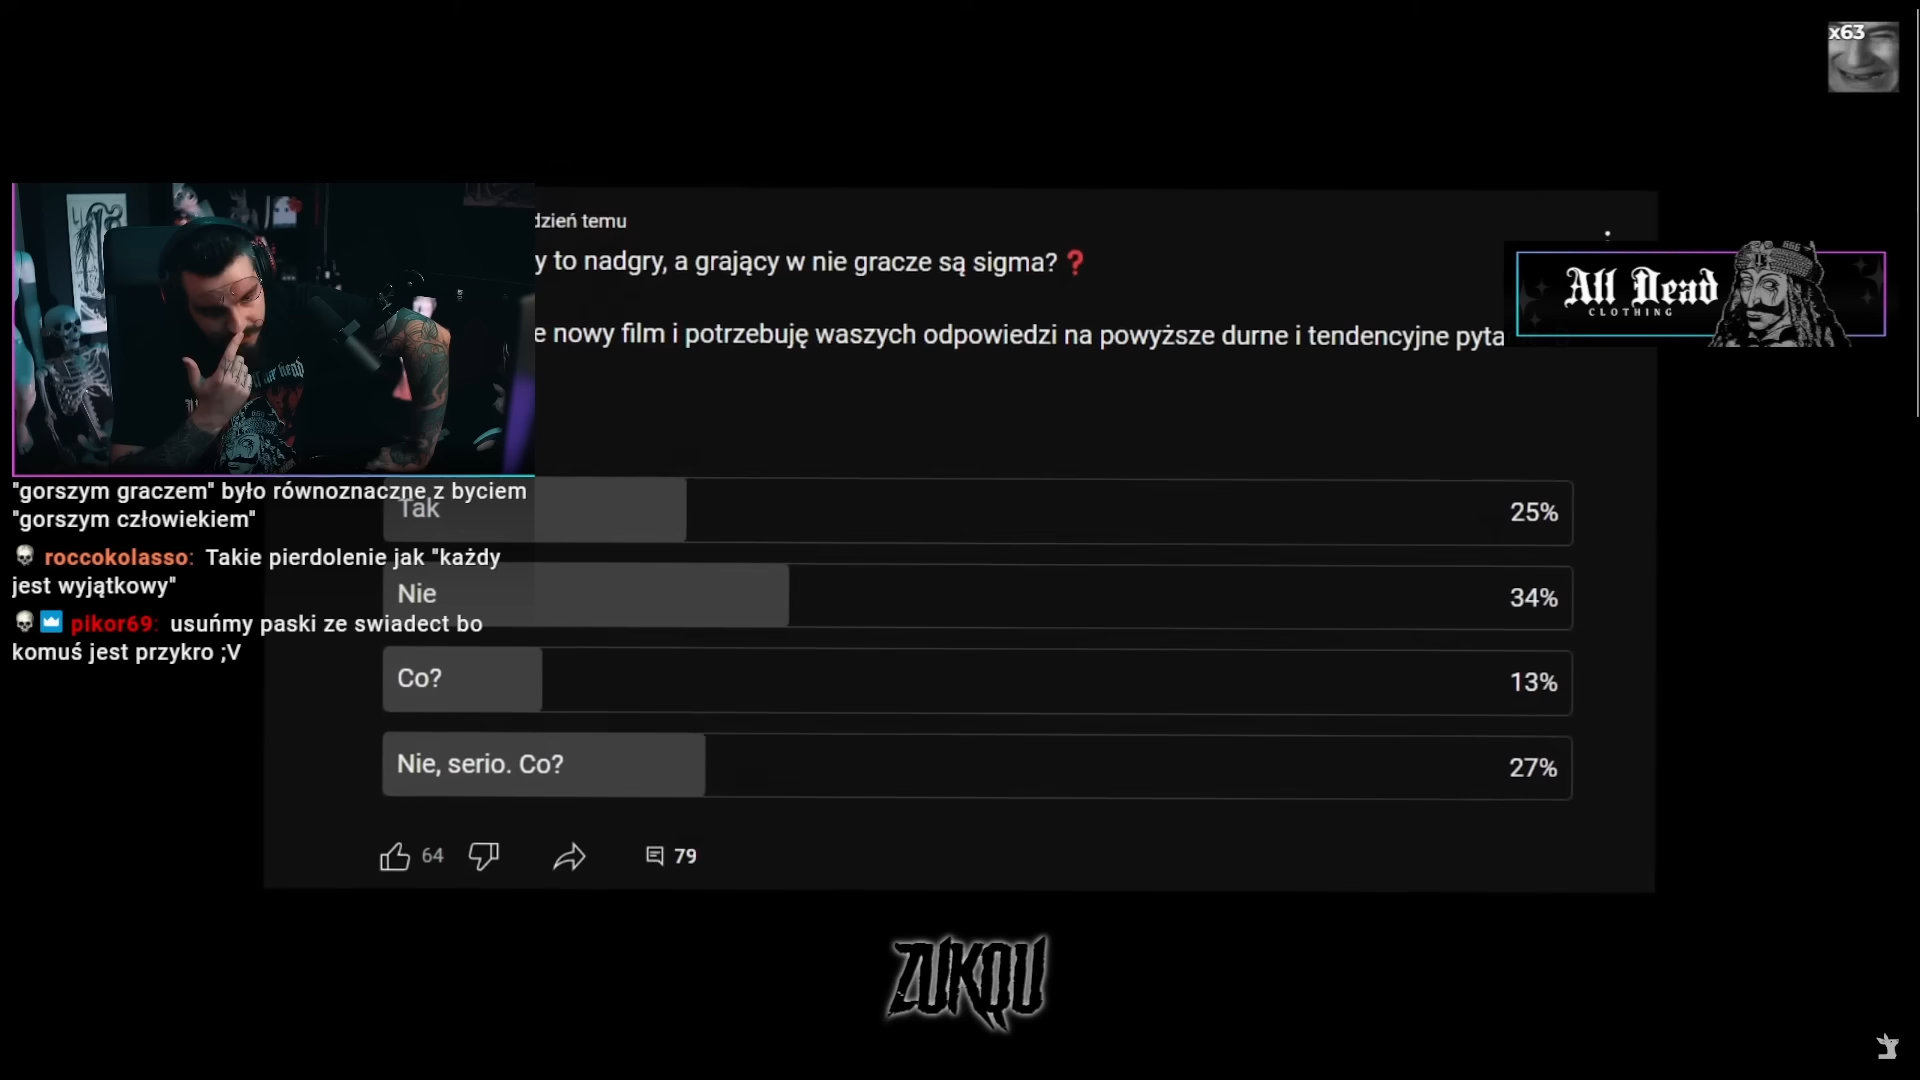 x63
dzień temu
y to nadgry, a grający w nie gracze są sigma? ❓
e nowy film i potrzebuję waszych odpowiedzi na powyższe durne i tendencyjne pyta
All Dead
CLOTHING
"gorszym graczem" było równoznaczne z byciem
"gorszym człowiekiem"
roccokolasso: Takie pierdolenie jak "każdy
jest wyjątkowy"
pikor69: usuńmy paski ze swiadect bo
komuś jest przykro ;V
Tak 25%
Nie 34%
Co? 13%
Nie, serio. Co? 27%
64 79
ZUKQU